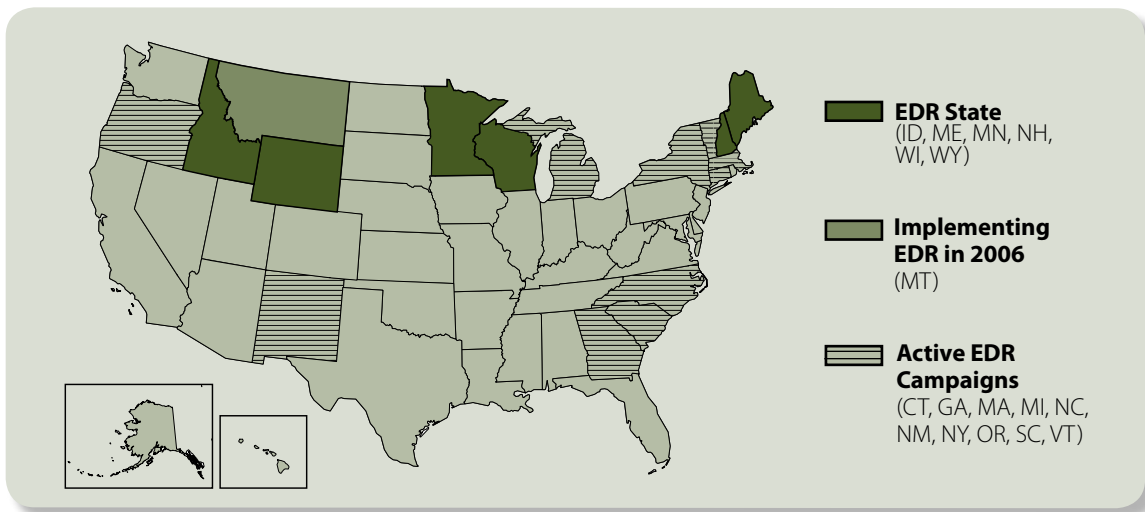 EDR State
(ID, ME, MN, NH,
WI, WY)
Implementing
EDR in 2006
(MT)
Active EDR
Campaigns
(CT, GA, MA, MI, NC,
NM, NY, OR, SC, VT)